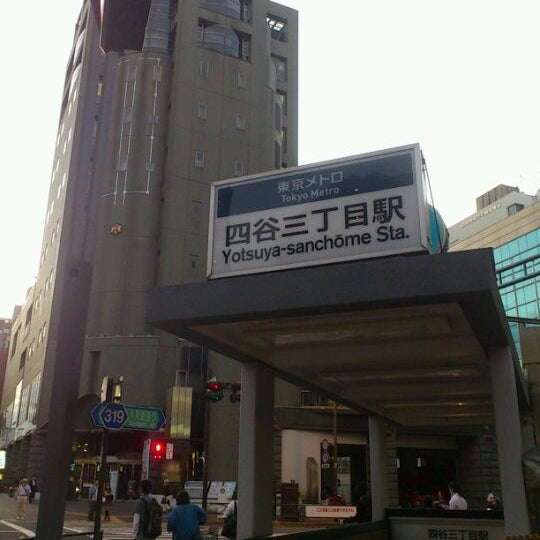 東京メトロ
Tokyo Metro
四谷三丁目駅
Yotsuya-sanchōme Sta.
319
四谷三丁目駅